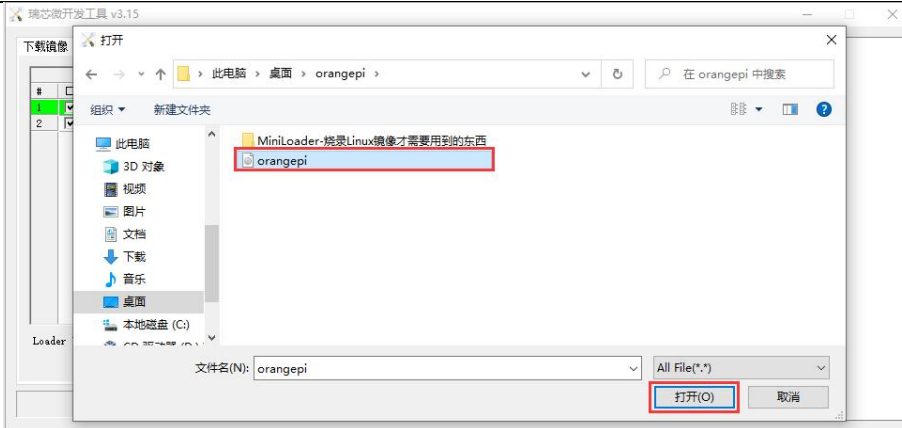 瑞芯微开发工具 v3.15
下载镜像
打开
此电脑 › 桌面 › orangepi ›
在 orangepi 中搜索
组织
新建文件夹
#
1
2
此电脑
3D 对象
视频
图片
文档
下载
音乐
桌面
本地磁盘 (C:)
MiniLoader-烧录Linux镜像才需要用到的东西
orangepi
Loader
文件名(N):
orangepi
All File(*.*)
打开(O)
取消